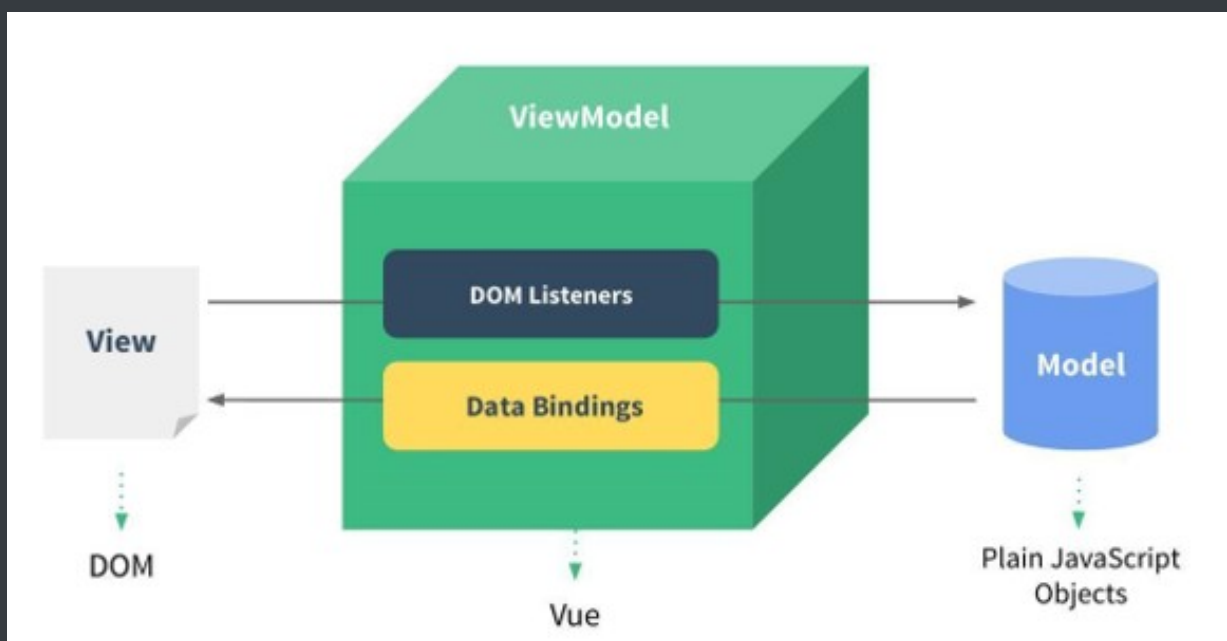 ViewModel
DOM Listeners
View
Model
Data Bindings
DOM
Vue
Plain JavaScript
Objects